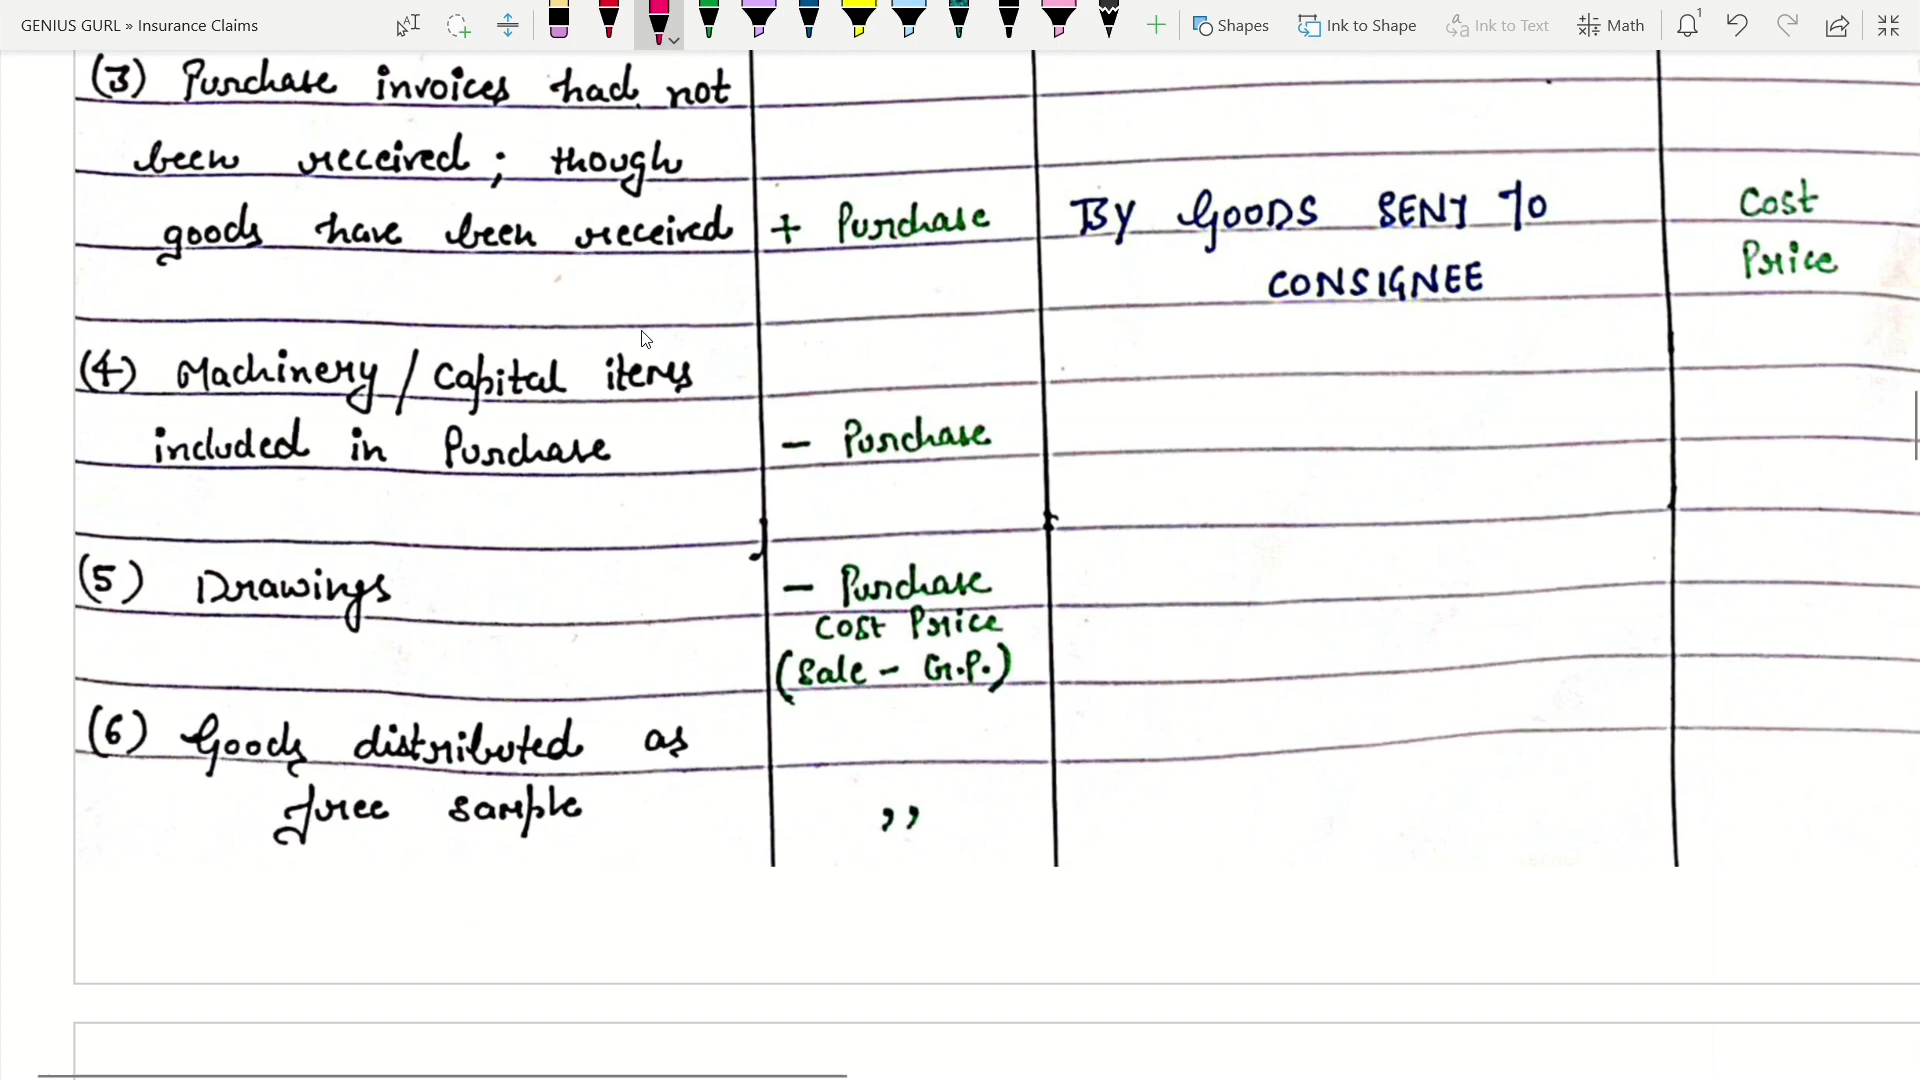 GENIUS GURL » Insurance Claims
Shapes
Ink to Shape
Ink to Text
Math
1
(3) Purchase invoices had not
been received; though
goods have been received
+ Purchase
BY GOODS SENT TO
CONSIGNEE
Cost
Price
(4) Machinery / Capital items
included in Purchase
- Purchase
(5) Drawings
- Purchase
Cost Price
(Sale - G.P.)
(6) Goods distributed as
free sample
,,